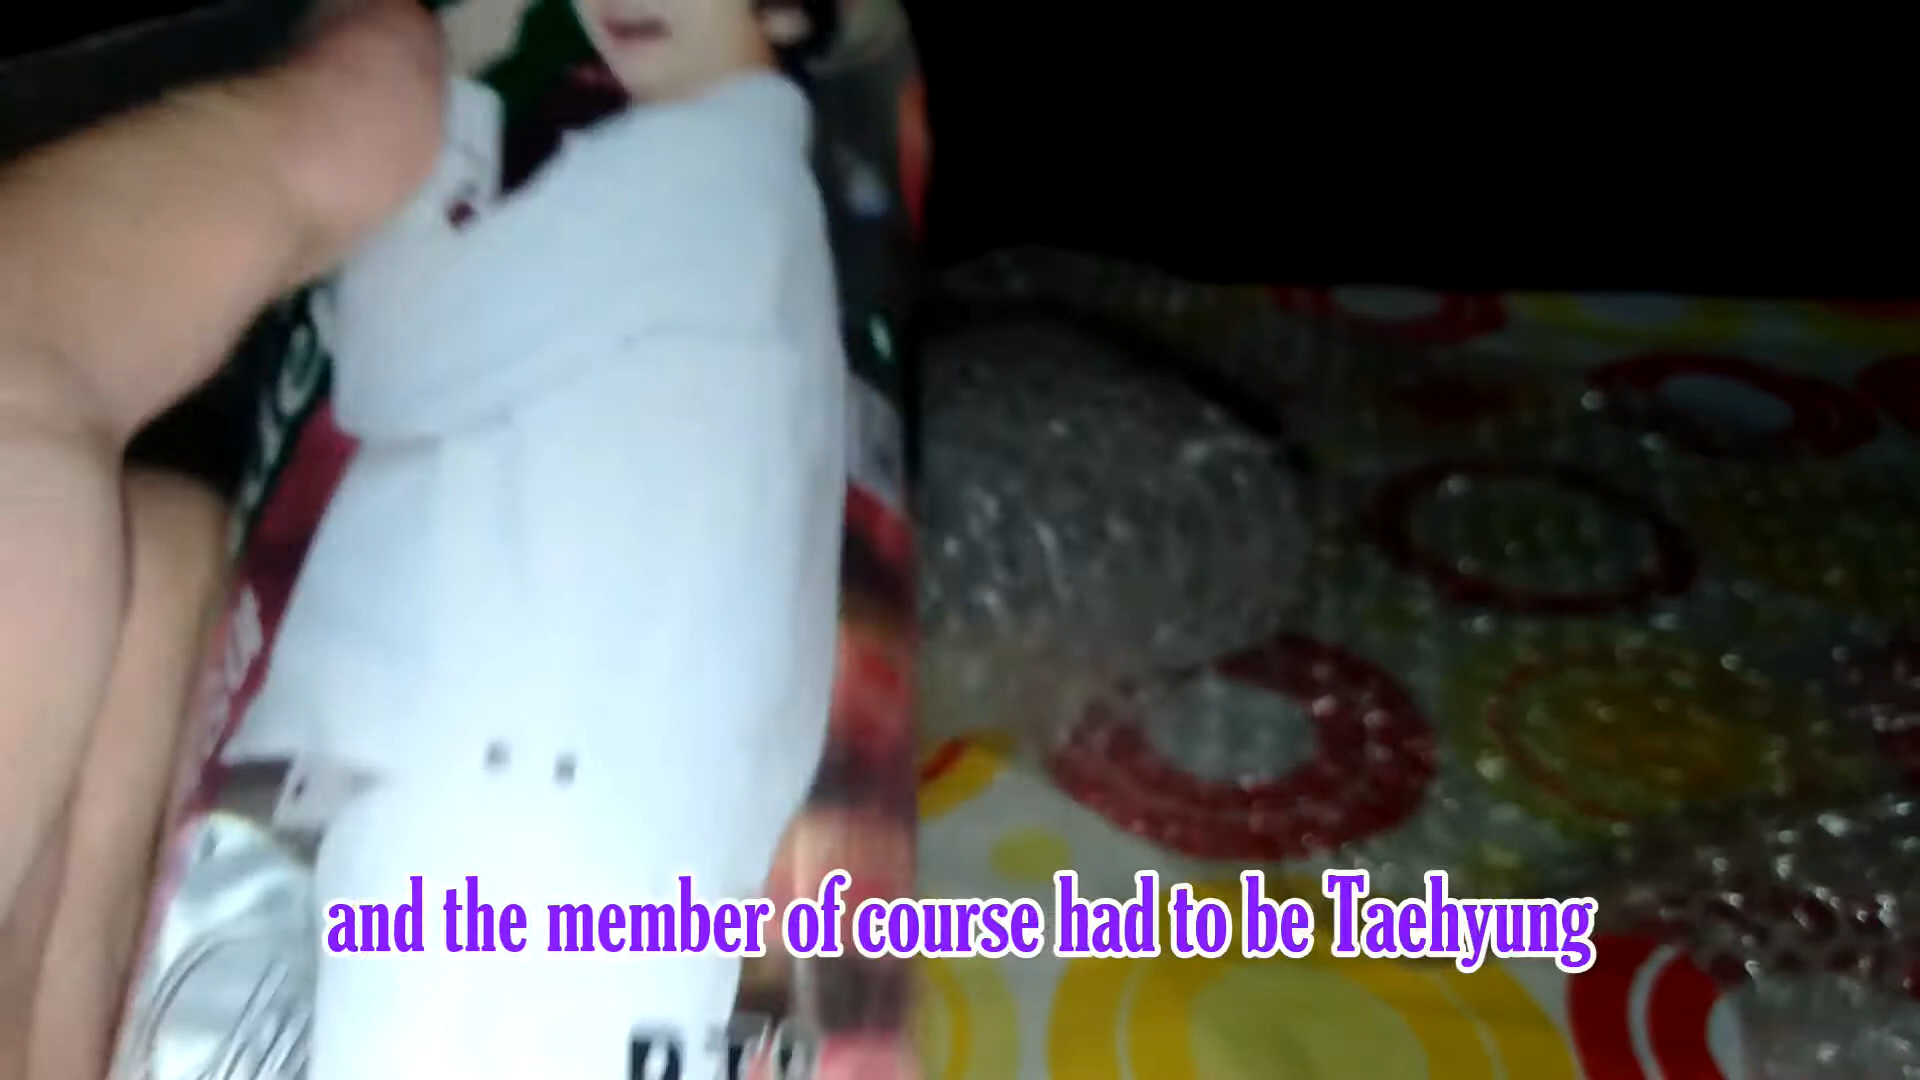 and the member of course had to be Taehyung